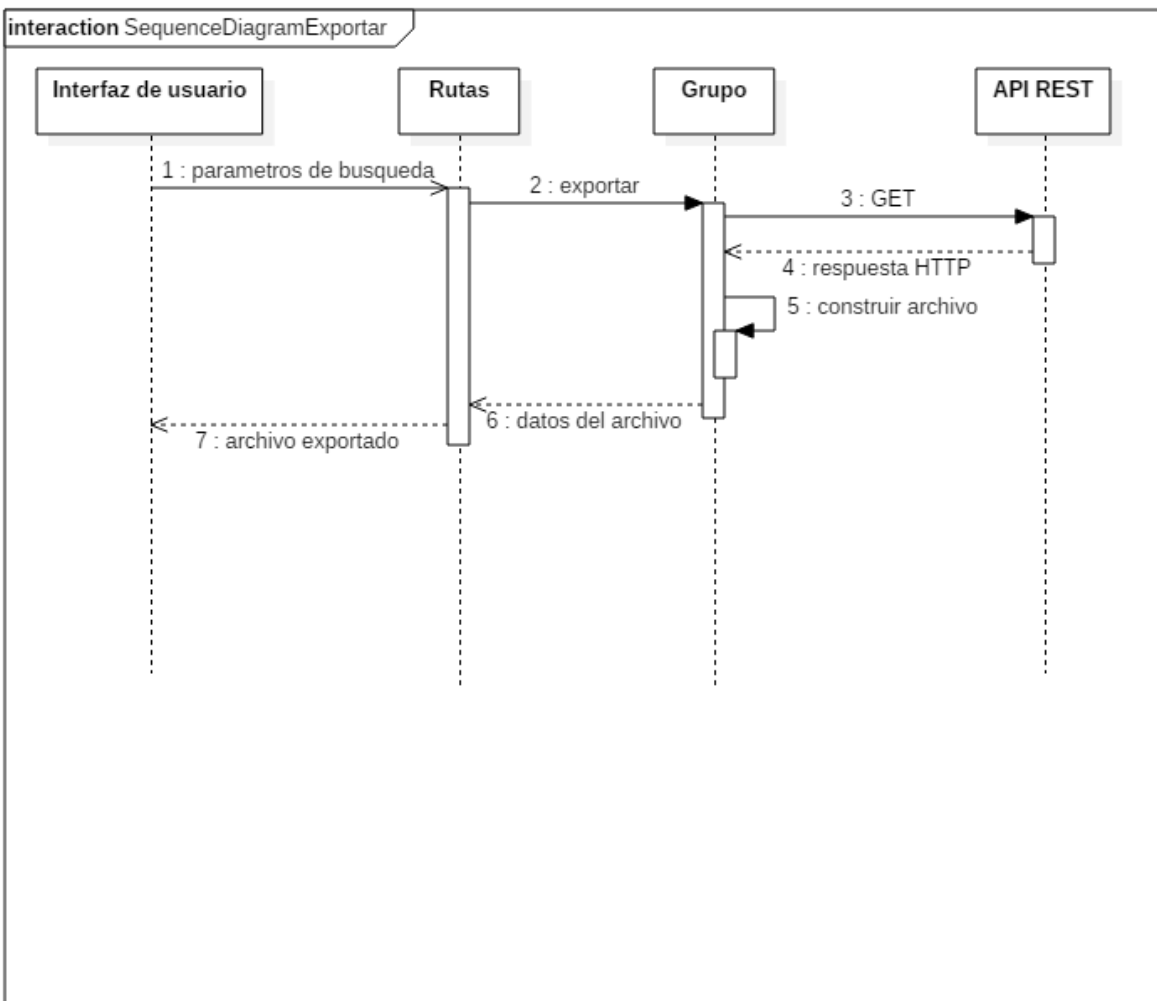 interaction SequenceDiagramExportar
Interfaz de usuario
Rutas
Grupo
API REST
1 : parametros de busqueda
2 : exportar
3 : GET
4 : respuesta HTTP
5 : construir archivo
6 : datos del archivo
7 : archivo exportado